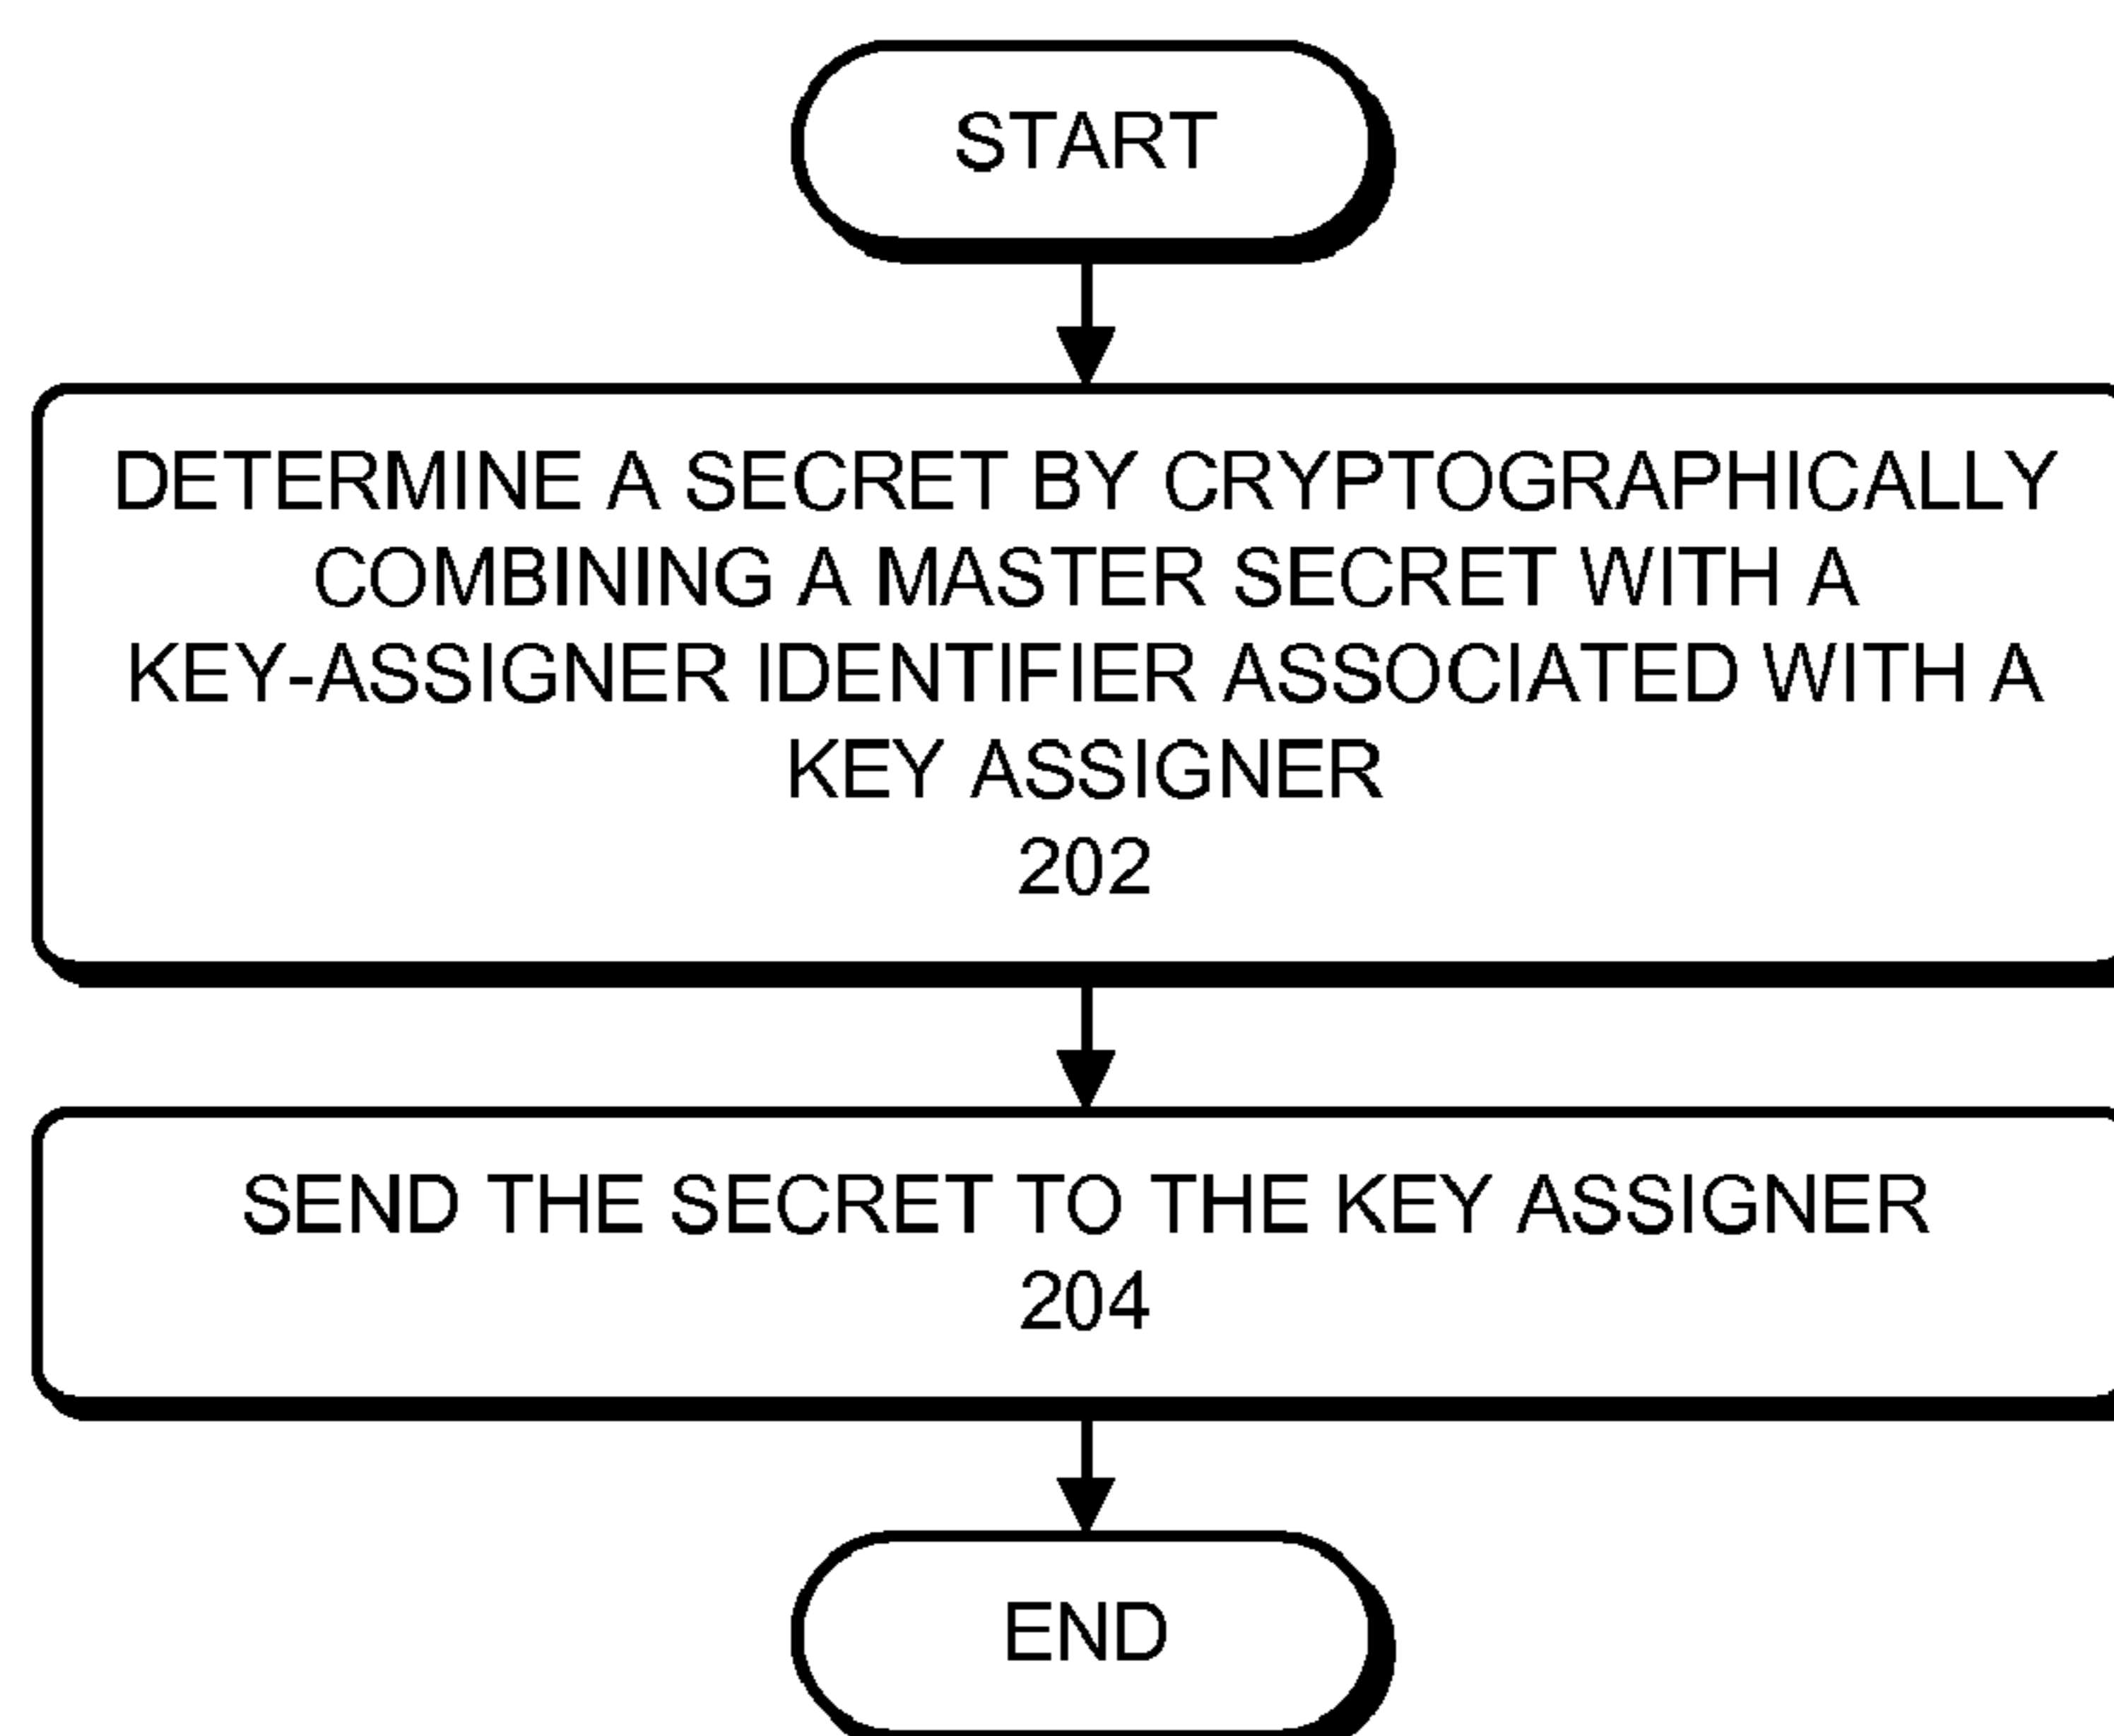 START
DETERMINE A SECRET BY CRYPTOGRAPHICALLY
COMBINING A MASTER SECRET WITH A
KEY-ASSIGNER IDENTIFIER ASSOCIATED WITH A
KEY ASSIGNER
202
SEND THE SECRET TO THE KEY ASSIGNER
204
END